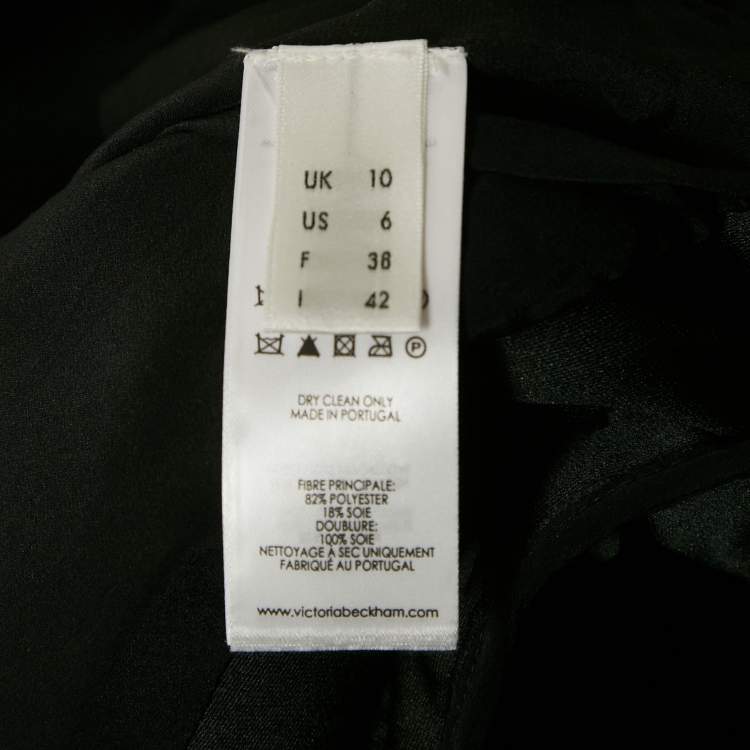 UK 10
US 6
F 38
I 42
DRY CLEAN ONLY
MADE IN PORTUGAL
FIBRE PRINCIPALE:
82% POLYESTER
18% SOIE
DOUBLURE:
100% SOIE
NETTOYAGE À SEC UNIQUEMENT
FABRIQUÉ AU PORTUGAL
www.victoriabeckham.com